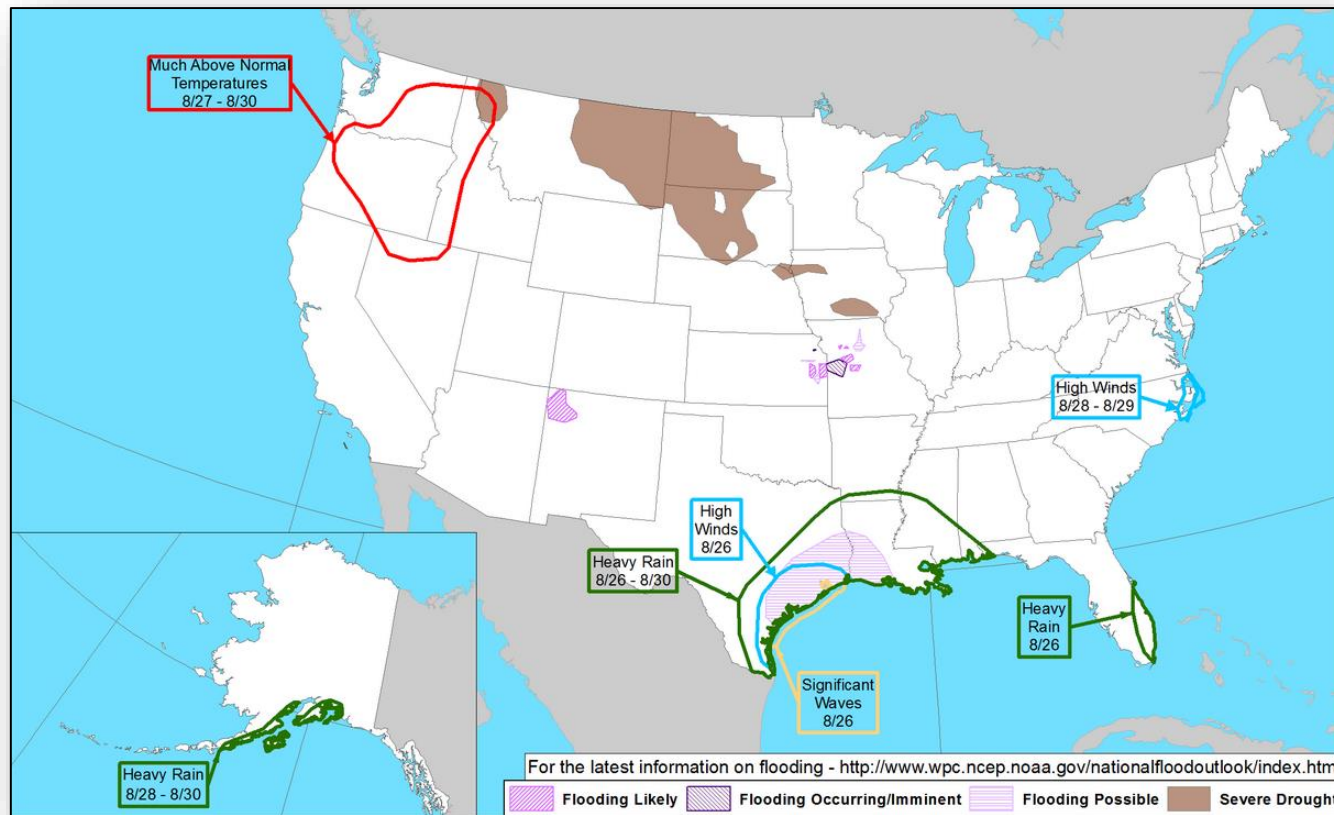 Much Above Normal
Temperatures
8/27 - 8/30
High Winds
8/28 - 8/29
High
Winds
8/26
Heavy Rain
8/26 - 8/30
Heavy
Rain
8/26
Significant
Waves
8/26
Heavy Rain
8/28 - 8/30
For the latest information on flooding - http://www.wpc.ncep.noaa.gov/nationalfloodoutlook/index.htm
Flooding Likely
Flooding Occurring/Imminent
Flooding Possible
Severe Drought